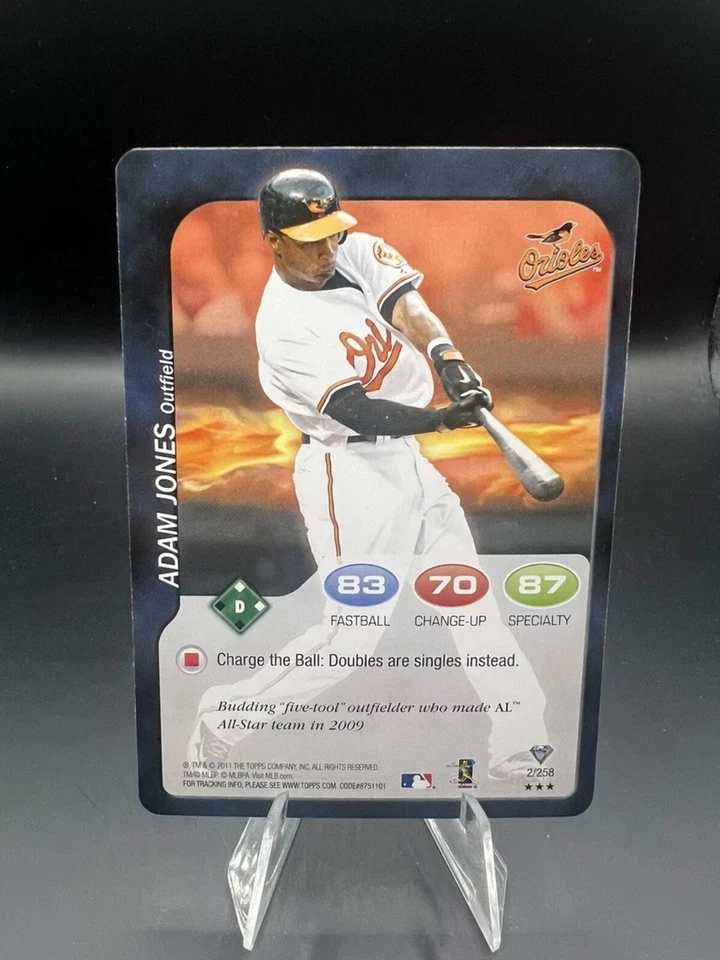 Orioles™
Ori
ADAM JONES Outfield
D
83 70 87
FASTBALL CHANGE-UP SPECIALTY
Charge the Ball: Doubles are singles instead.
Budding "five-tool" outfielder who made AL™
All-Star team in 2009
®, TM & © 2011 THE TOPPS COMPANY, INC. ALL RIGHTS RESERVED.
TM/© MLBP. © MLBPA. Visit MLB.com.
FOR TRACKING INFO, PLEASE SEE WWW.TOPPS.COM. CODE#8751101
2/258